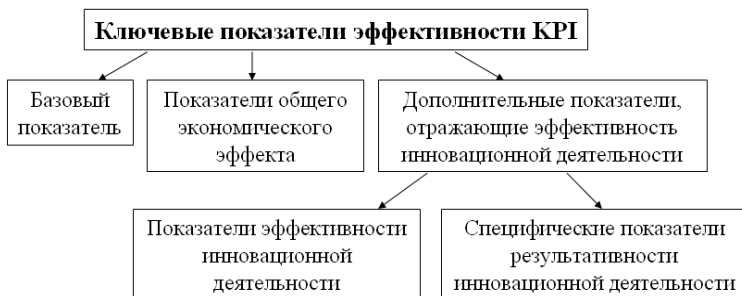 Ключевые показатели эффективности KPI
Базовый
показатель
Показатели общего
экономического
эффекта
Дополнительные показатели,
отражающие эффективность
инновационной деятельности
Показатели эффективности
инновационной
деятельности
Специфические показатели
результативности
инновационной деятельности